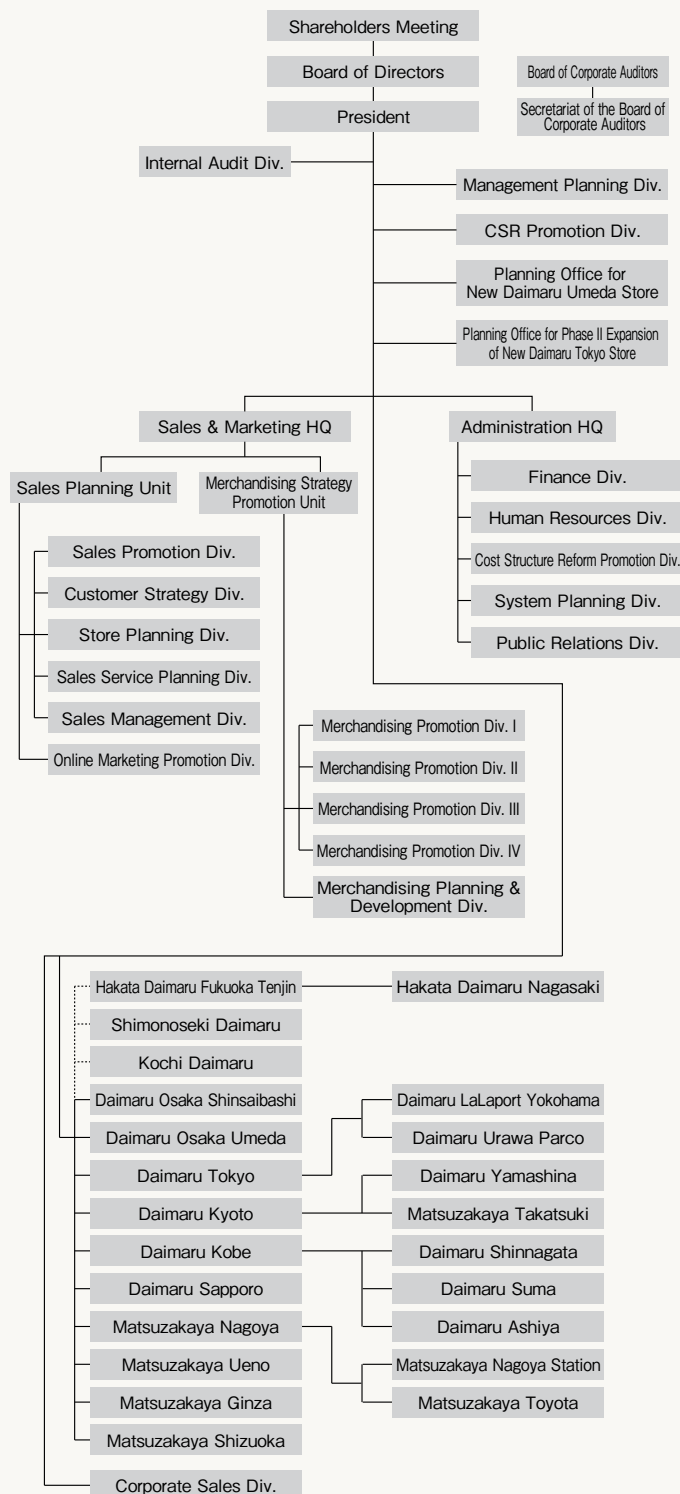 Shareholders Meeting
Board of Directors
Board of Corporate Auditors
President
Secretariat of the Board of
Corporate Auditors
Internal Audit Div.
Management Planning Div.
CSR Promotion Div.
Planning Office for
New Daimaru Umeda Store
Planning Office for Phase II Expansion
of New Daimaru Tokyo Store
Sales & Marketing HQ
Administration HQ
Sales Planning Unit
Merchandising Strategy
Promotion Unit
Finance Div.
Human Resources Div.
Cost Structure Reform Promotion Div.
System Planning Div.
Public Relations Div.
Sales Promotion Div.
Customer Strategy Div.
Store Planning Div.
Sales Service Planning Div.
Sales Management Div.
Online Marketing Promotion Div.
Merchandising Promotion Div. I
Merchandising Promotion Div. II
Merchandising Promotion Div. III
Merchandising Promotion Div. IV
Merchandising Planning &
Development Div.
Hakata Daimaru Fukuoka Tenjin
Hakata Daimaru Nagasaki
Shimonoseki Daimaru
Kochi Daimaru
Daimaru Osaka Shinsaibashi
Daimaru LaLaport Yokohama
Daimaru Osaka Umeda
Daimaru Urawa Parco
Daimaru Tokyo
Daimaru Yamashina
Daimaru Kyoto
Matsuzakaya Takatsuki
Daimaru Kobe
Daimaru Shinnagata
Daimaru Sapporo
Daimaru Suma
Matsuzakaya Nagoya
Daimaru Ashiya
Matsuzakaya Ueno
Matsuzakaya Nagoya Station
Matsuzakaya Ginza
Matsuzakaya Toyota
Matsuzakaya Shizuoka
Corporate Sales Div.